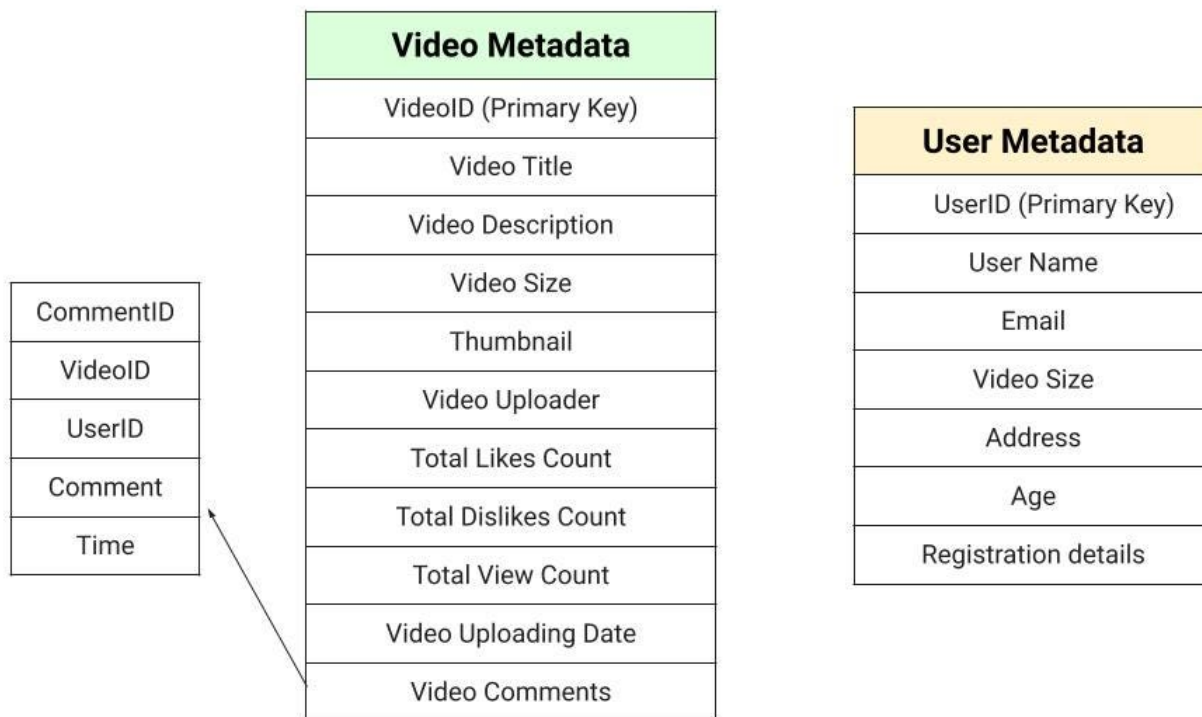 CommentID
VideoID
UserID
Comment
Time
Video Metadata
VideoID (Primary Key)
Video Title
Video Description
Video Size
Thumbnail
Video Uploader
Total Likes Count
Total Dislikes Count
Total View Count
Video Uploading Date
Video Comments
User Metadata
UserID (Primary Key)
User Name
Email
Video Size
Address
Age
Registration details